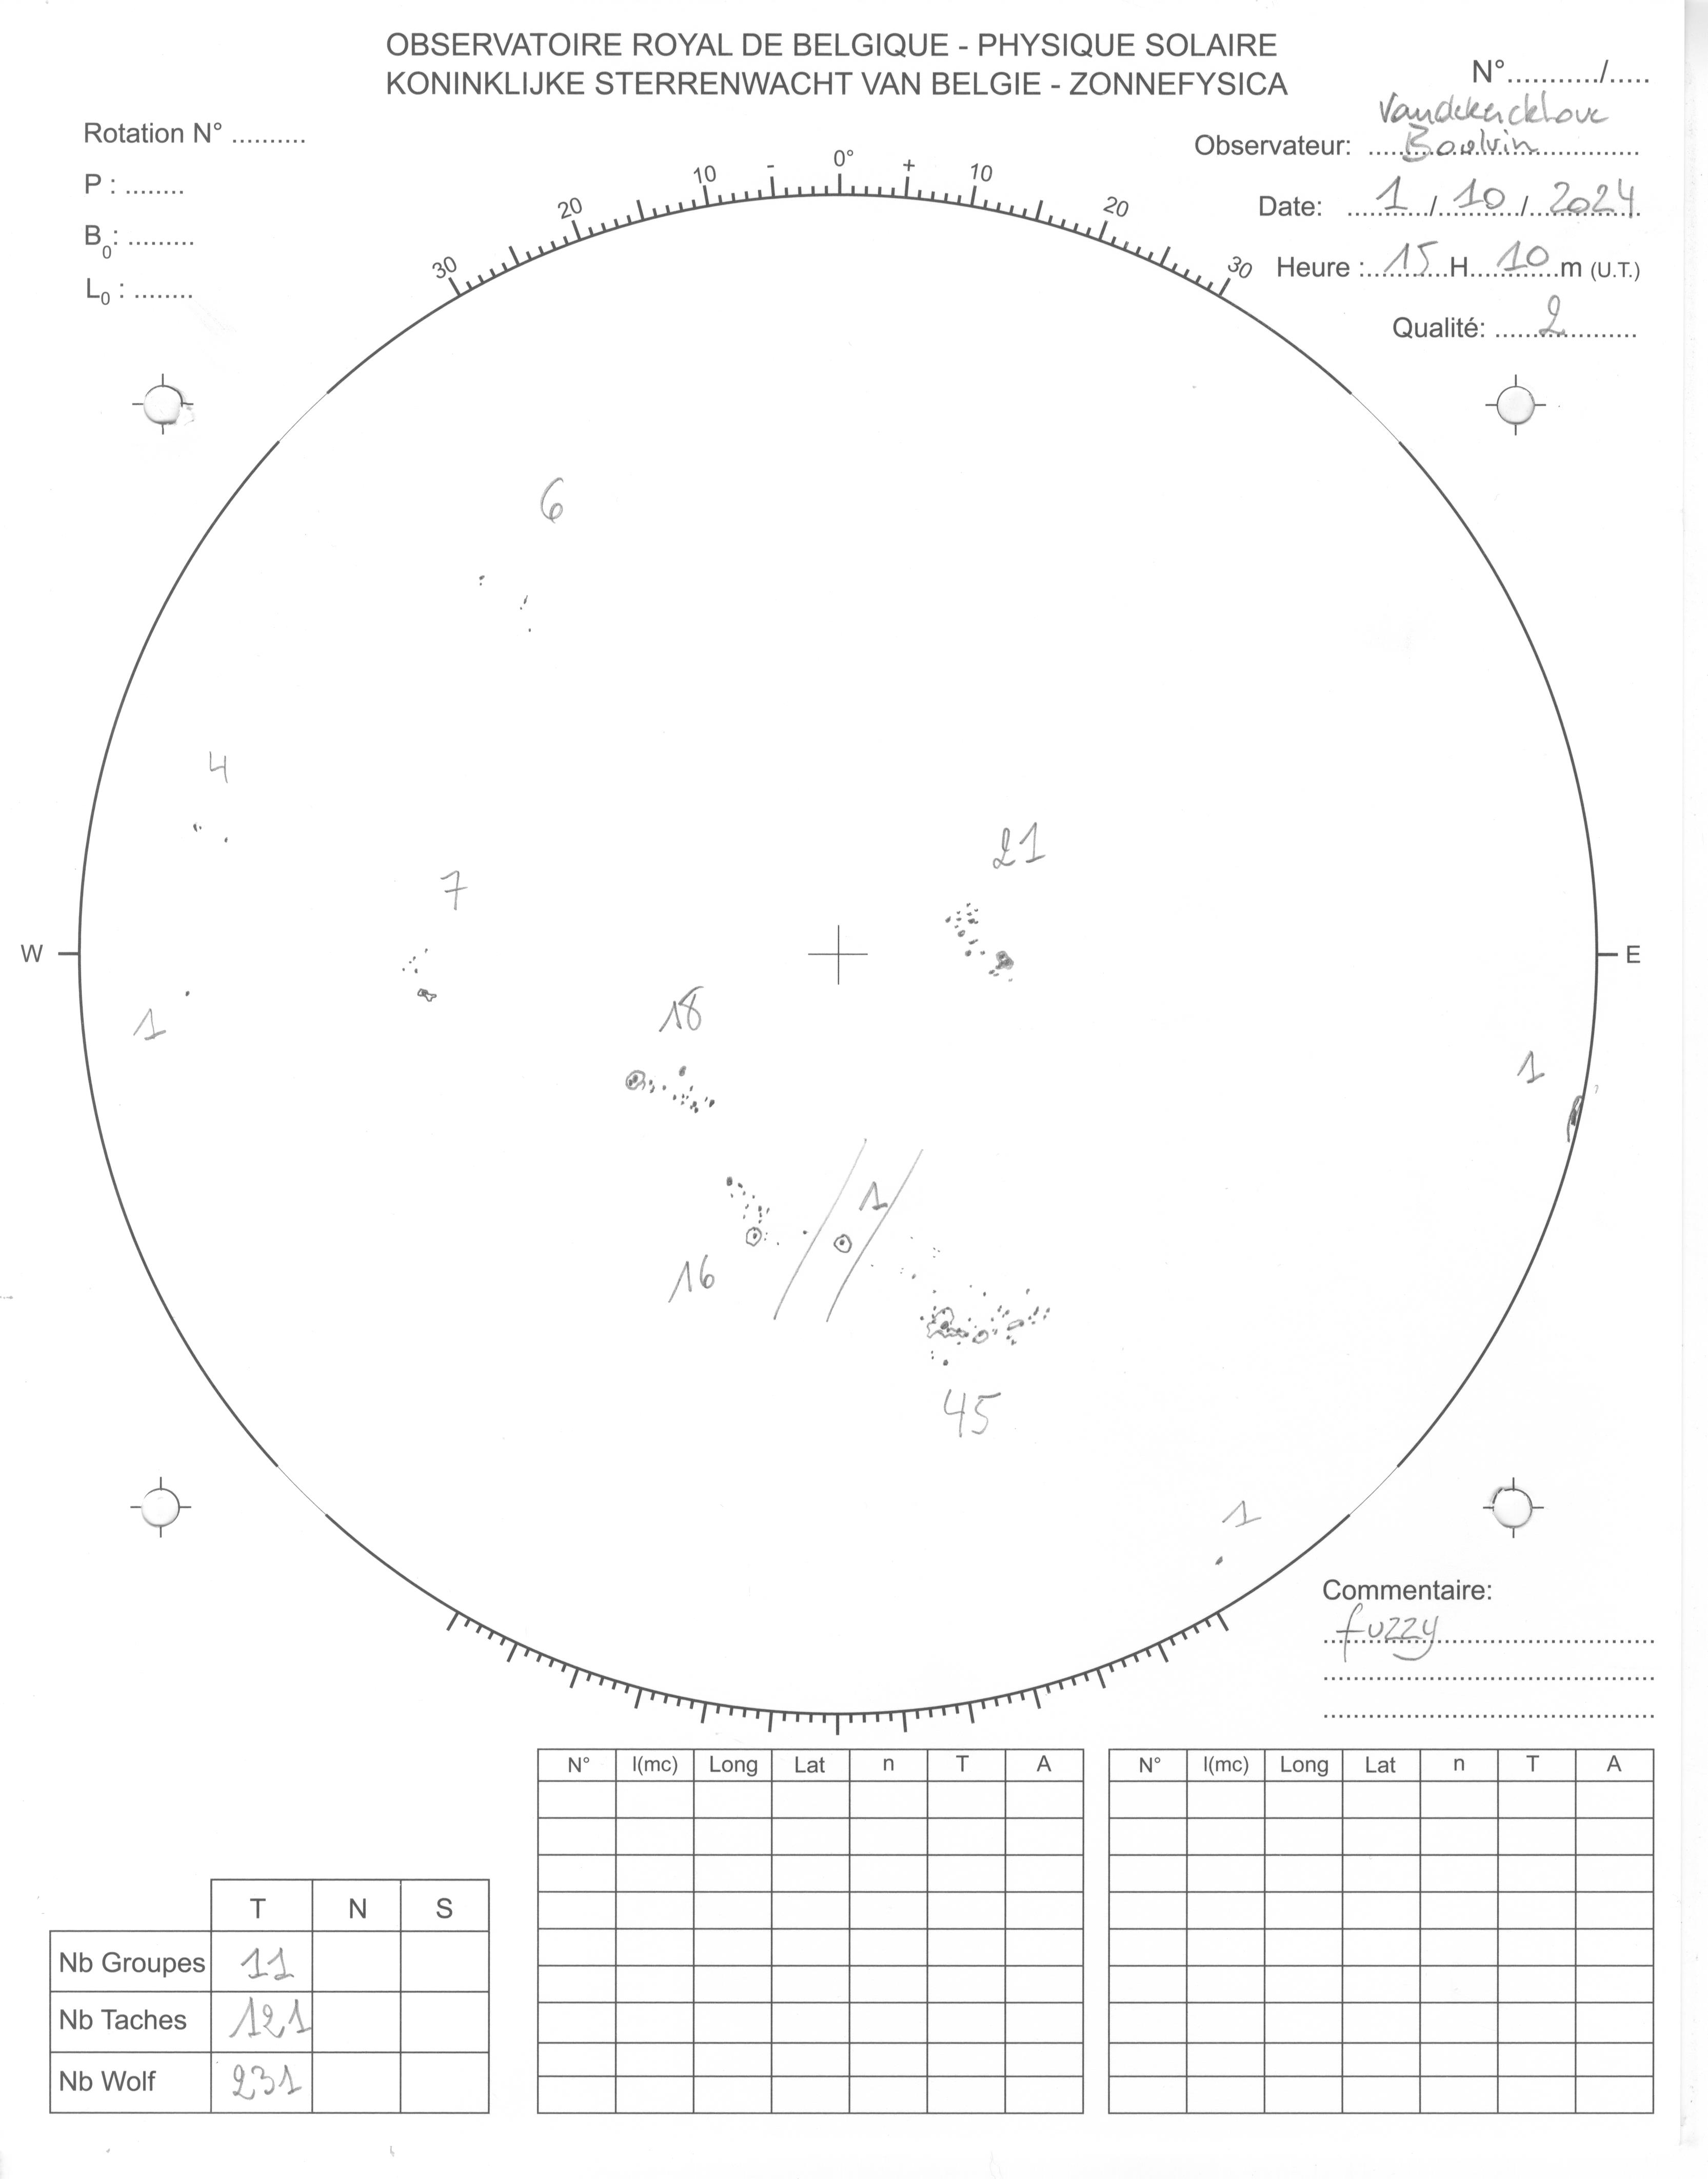 OBSERVATOIRE ROYAL DE BELGIQUE - PHYSIQUE SOLAIRE
KONINKLIJKE STERRENWACHT VAN BELGIE - ZONNEFYSICA
N°.........../.....
Rotation N° ..........
P : ........
B0: .........
L0 : ........
Vandekerckhove
Observateur: Boulvin
Date: 1 / 10 / 2024
Heure : 15 H 10 m (U.T.)
Qualité: 2
30 20 10 - 0° + 10 20 30
6
4
21
7
W E
18
1
1
1
16
45
1
Commentaire:
fuzzy
N° l(mc) Long Lat n T A
N° l(mc) Long Lat n T A
T N S
Nb Groupes 11
Nb Taches 121
Nb Wolf 231